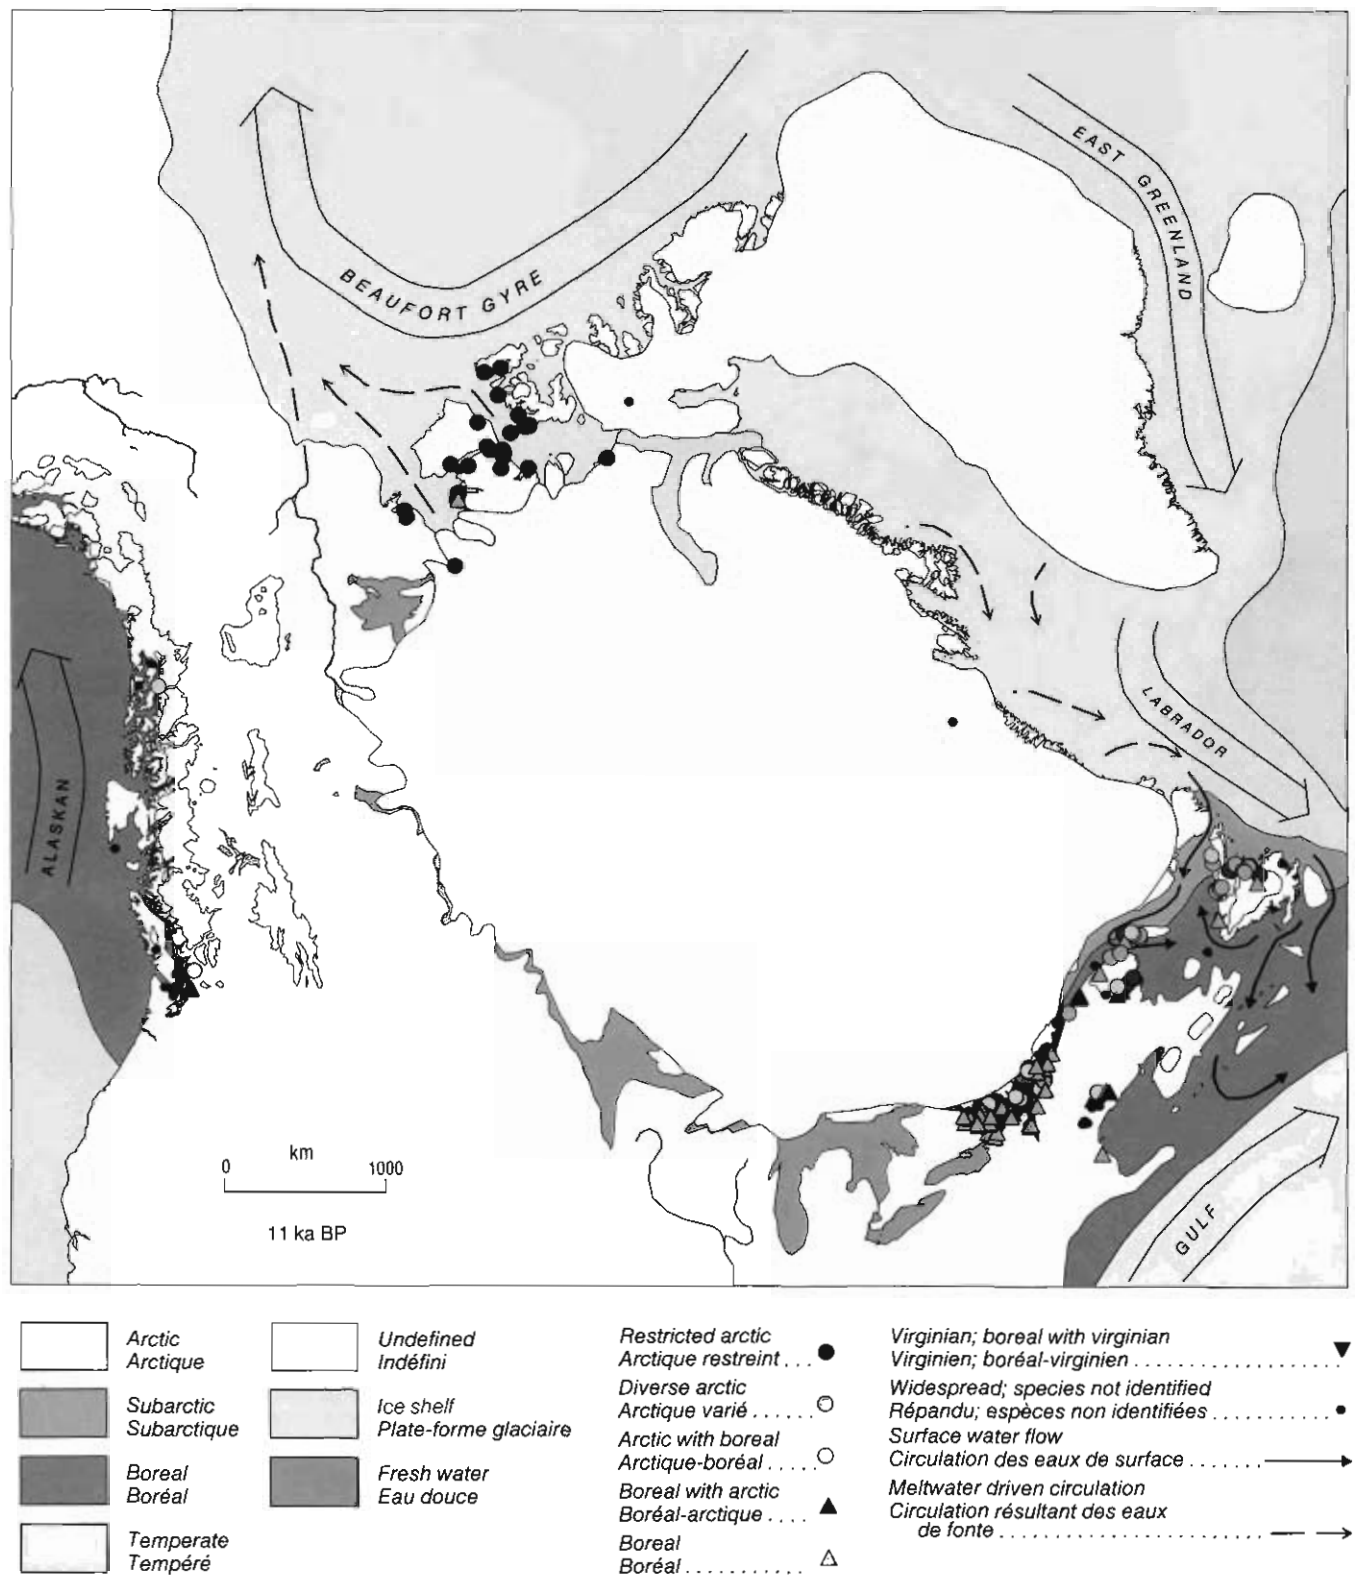 EAST GREENLAND
BEAUFORT GYRE
LABRADOR
ALASKAN
GULF
km
0 1000
11 ka BP
Arctic
Arctique
Subarctic
Subarctique
Boreal
Boréal
Temperate
Tempéré
Undefined
Indéfini
Ice shelf
Plate-forme glaciaire
Fresh water
Eau douce
Restricted arctic
Arctique restreint . . .
Diverse arctic
Arctique varié . . . . . .
Arctic with boreal
Arctique-boréal . . . . .
Boreal with arctic
Boréal-arctique . . . .
Boreal
Boréal . . . . . . . . . . .
Virginian; boreal with virginian
Virginien; boréal-virginien . . . . . . . . . . . . . . . . .
Widespread; species not identified
Répandu; espèces non identifiées . . . . . . . . . .
Surface water flow
Circulation des eaux de surface . . . . . . .
Meltwater driven circulation
Circulation résultant des eaux
de fonte . . . . . . . . . . . . . . . . . . . . .